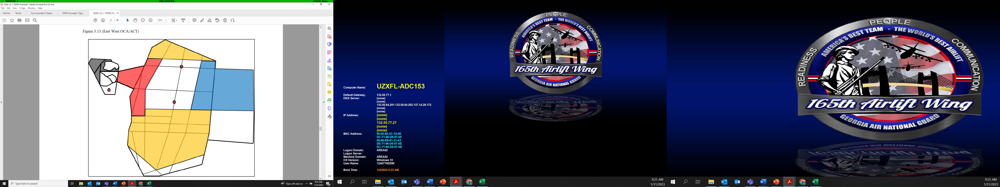 INFOCON: 3
UNCLASSIFIED
FPCON: Bravo
SSAV 22-1 SPINS Final.pdf - Adobe Acrobat Pro (32-bit)
File Edit View E-Sign Window Help
Home Tools Commander's Feed... FATR Concept 15ja... SSAV 22-1 SPINS Fi... ×
27 / 39 150%
Figure 3.13 (East West OCA/ACT)
Type here to search
Rain off and on
9:25 AM
1/31/2023
Computer Name: UZXFL-ADC153
Default Gateway: 132.50.77.1
DNS Server: (none)
(none)
132.50.64.201 132.50.64.202 137.14.28.172
(none)
(none)
IP Address: (none)
(none)
132.50.77.27
(none)
(none)
MAC Address: 00-05-9A-3C-7A-00
DC-71-96-D6-57-AF
00-68-EB-61-31-A3
DE-71-96-D6-57-AE
DC-71-96-D6-57-AE
Logon Domain: AREA52
Logon Server:
Machine Domain: AREA52
OS Version: Windows 10
User Name: 1240770020N
Boot Time: 1/4/2023 6:23 AM
READINESS
PEOPLE
COMMUNICATION
AMERICA'S BEST TEAM - THE WORLD'S BEST AIRLIFT
165th Airlift Wing
GEORGIA AIR NATIONAL GUARD
9:25 AM
1/31/2023
READINESS
PEOPLE
COMMUNICATION
AMERICA'S BEST TEAM - THE WORLD'S BEST AIRLIFT
165th Airlift Wing
GEORGIA AIR NATIONAL GUARD
9:25 AM
1/31/2023